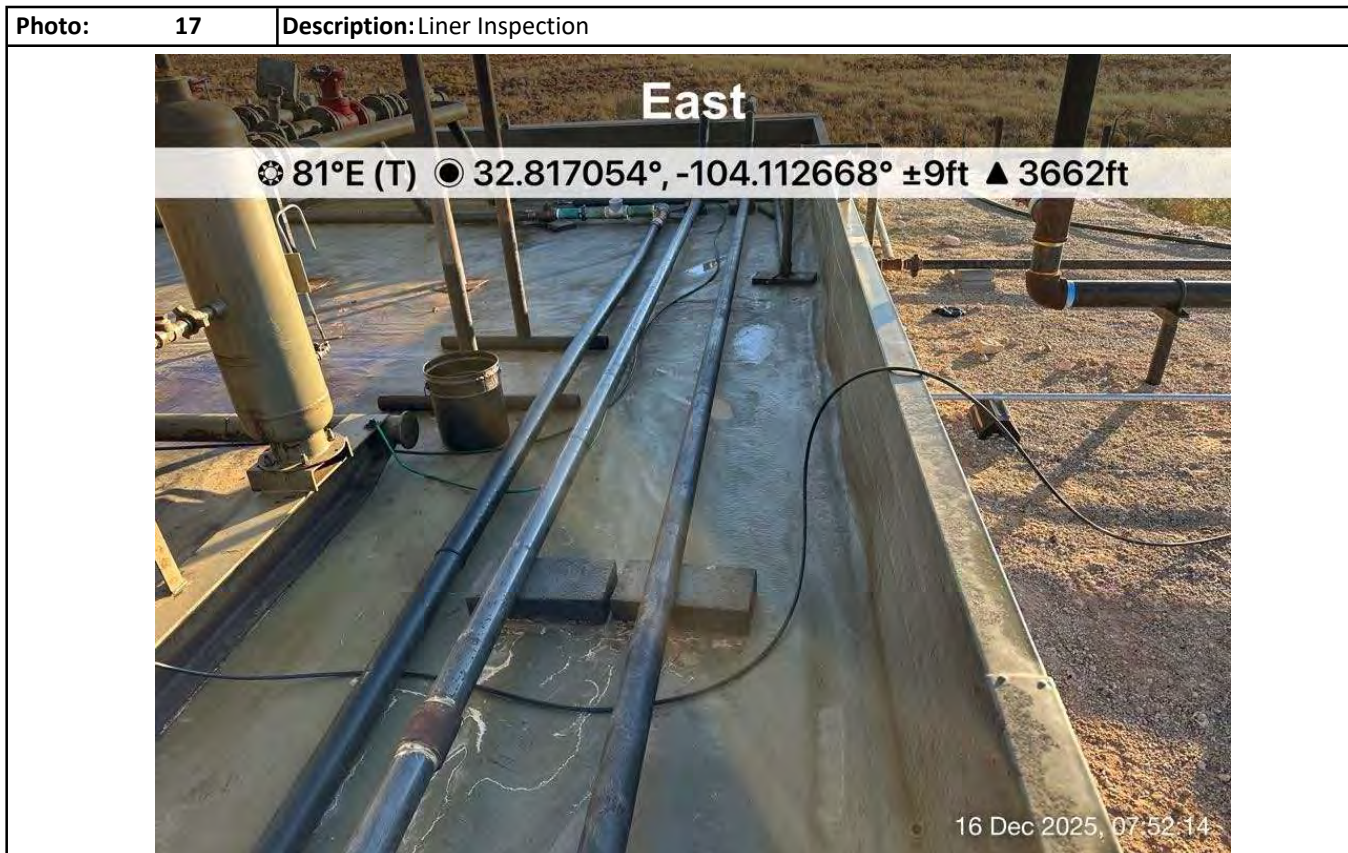 Photo: 17 Description: Liner Inspection
East
81°E (T) 32.817054°, -104.112668° ±9ft ▲ 3662ft
16 Dec 2025, 07:52:14